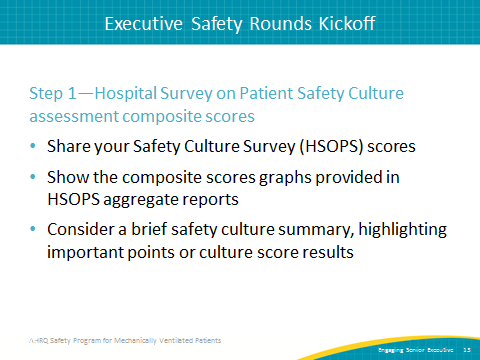 Executive Safety Rounds Kickoff
Step 1—Hospital Survey on Patient Safety Culture
assessment composite scores
• Share your Safety Culture Survey (HSOPS) scores
• Show the composite scores graphs provided in
HSOPS aggregate reports
• Consider a brief safety culture summary, highlighting
important points or culture score results
AHRQ Safety Program for Mechanically Ventilated Patients
Engaging Senior Executive 13